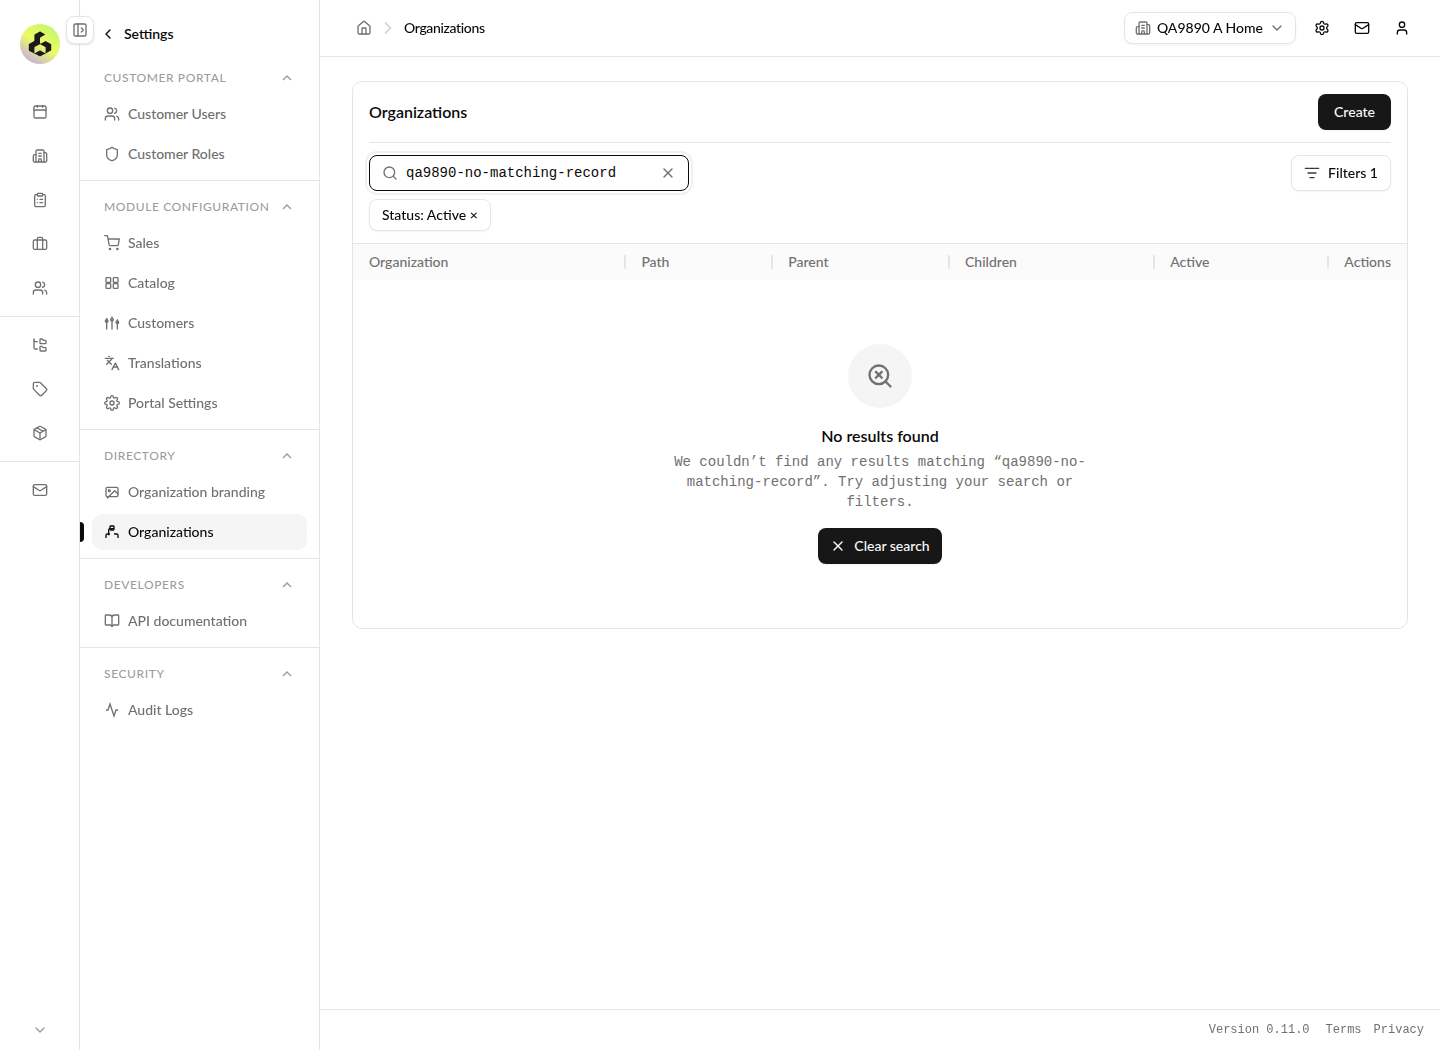 Settings
CUSTOMER PORTAL
Customer Users
Customer Roles
MODULE CONFIGURATION
Sales
Catalog
Customers
Translations
Portal Settings
DIRECTORY
Organization branding
Organizations
DEVELOPERS
API documentation
SECURITY
Audit Logs
Organizations
QA9890 A Home
Organizations
Create
qa9890-no-matching-record
Filters 1
Status: Active ×
Organization Path Parent Children Active Actions
No results found
We couldn’t find any results matching “qa9890-no-
matching-record”. Try adjusting your search or
filters.
Clear search
Version 0.11.0 Terms Privacy